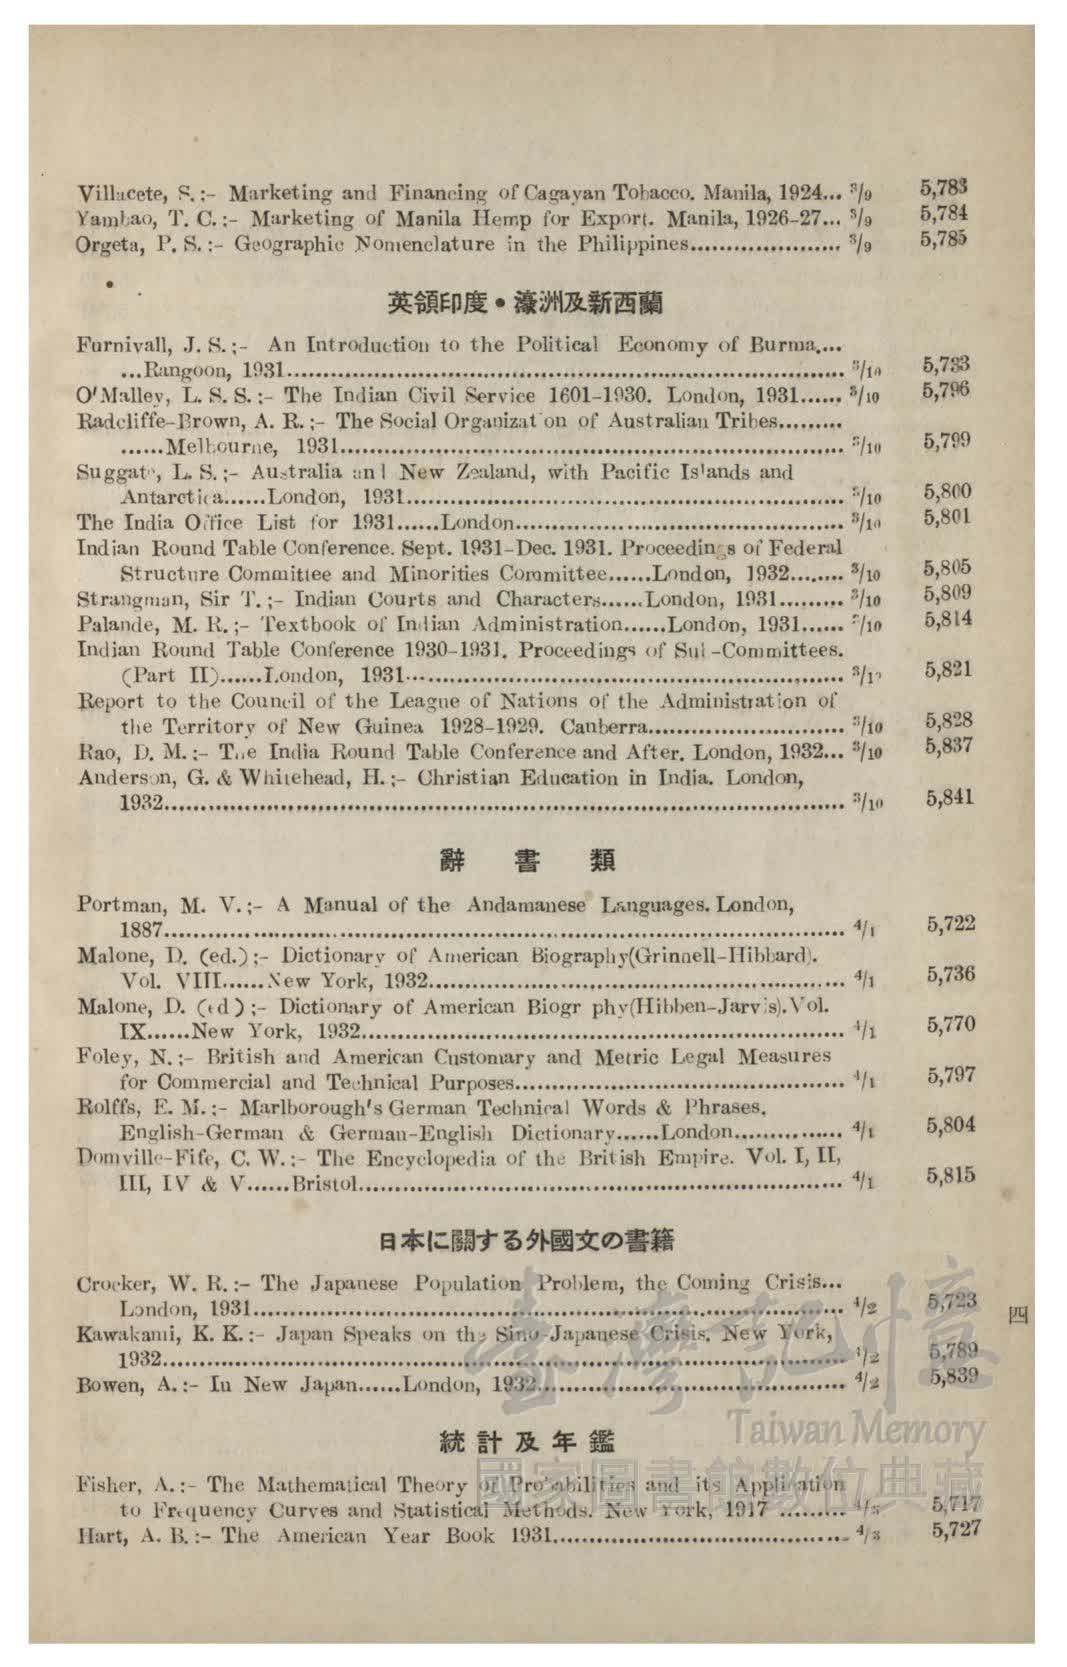 Villacete, S. :- Marketing and Financing of Cagayan Tobacco. Manila, 1924... 3/9 5,783
Yambao, T. C. :- Marketing of Manila Hemp for Export. Manila, 1926-27... 3/9 5,784
Orgeta, P. S. :- Geographic Nomenclature in the Philippines..................... 3/9 5,785
英領印度・濠洲及新西蘭
Furnivall, J. S. ;- An Introduction to the Political Economy of Burma....
...Rangoon, 1931........................................................................... 3/10 5,733
O'Malley, L. S. S. :- The Indian Civil Service 1601-1930. London, 1931...... 3/10 5,796
Radcliffe-Brown, A. R. ;- The Social Organization of Australian Tribes.........
......Melbourne, 1931.................................................................... 3/10 5,799
Suggate, L. S. ;- Australia and New Zealand, with Pacific Islands and
Antarctica......London, 1931........................................................... 3/10 5,800
The India Office List for 1931......London............................................. 3/10 5,801
Indian Round Table Conference. Sept. 1931-Dec. 1931. Proceedings of Federal
Structure Committee and Minorities Committee......London, 1932........ 3/10 5,805
Strangman, Sir T. ;- Indian Courts and Characters......London, 1931......... 3/10 5,809
Palande, M. R. ;- Textbook of Indian Administration......London, 1931...... 3/10 5,814
Indian Round Table Conference 1930-1931. Proceedings of Sub-Committees.
(Part II)......London, 1931........................................................... 3/10 5,821
Report to the Council of the League of Nations of the Administration of
the Territory of New Guinea 1928-1929. Canberra........................... 3/10 5,828
Rao, D. M. :- The India Round Table Conference and After. London, 1932... 3/10 5,837
Anderson, G. & Whitehead, H. ;- Christian Education in India. London,
1932............................................................................................ 3/10 5,841
辭書類
Portman, M. V. ;- A Manual of the Andamanese Languages. London,
1887............................................................................................ 4/1 5,722
Malone, D. (ed.) ;- Dictionary of American Biography(Grinnell-Hibbard).
Vol. VIII......New York, 1932........................................................ 4/1 5,736
Malone, D. (ed) ;- Dictionary of American Biogr phy(Hibben-Jarvis).Vol.
IX......New York, 1932.................................................................. 4/1 5,770
Foley, N. ;- British and American Customary and Metric Legal Measures
for Commercial and Technical Purposes............................................. 4/1 5,797
Rolffs, E. M. :- Marlborough's German Technical Words & Phrases.
English-German & German-English Dictionary......London............... 4/1 5,804
Domville-Fife, C. W. :- The Encyclopedia of the British Empire. Vol. I, II,
III, IV & V......Bristol.................................................................. 4/1 5,815
日本に關する外國文の書籍
Crocker, W. R. :- The Japanese Population Problem, the Coming Crisis...
London, 1931................................................................................ 4/2 5,723
Kawakami, K. K. :- Japan Speaks on the Sino-Japanese Crisis. New York,
1932............................................................................................ 4/2 5,789
Bowen, A. :- In New Japan......London, 1932.......................................... 4/2 5,839
四
統計及年鑑
Fisher, A. :- The Mathematical Theory of Probabilities and its Application
to Frequency Curves and Statistical Methods. New York, 1917 ......... 4/3 5,717
Hart, A. B. :- The American Year Book 1931........................................ 4/3 5,727
臺灣記憶
Taiwan Memory
國家圖書館數位典藏